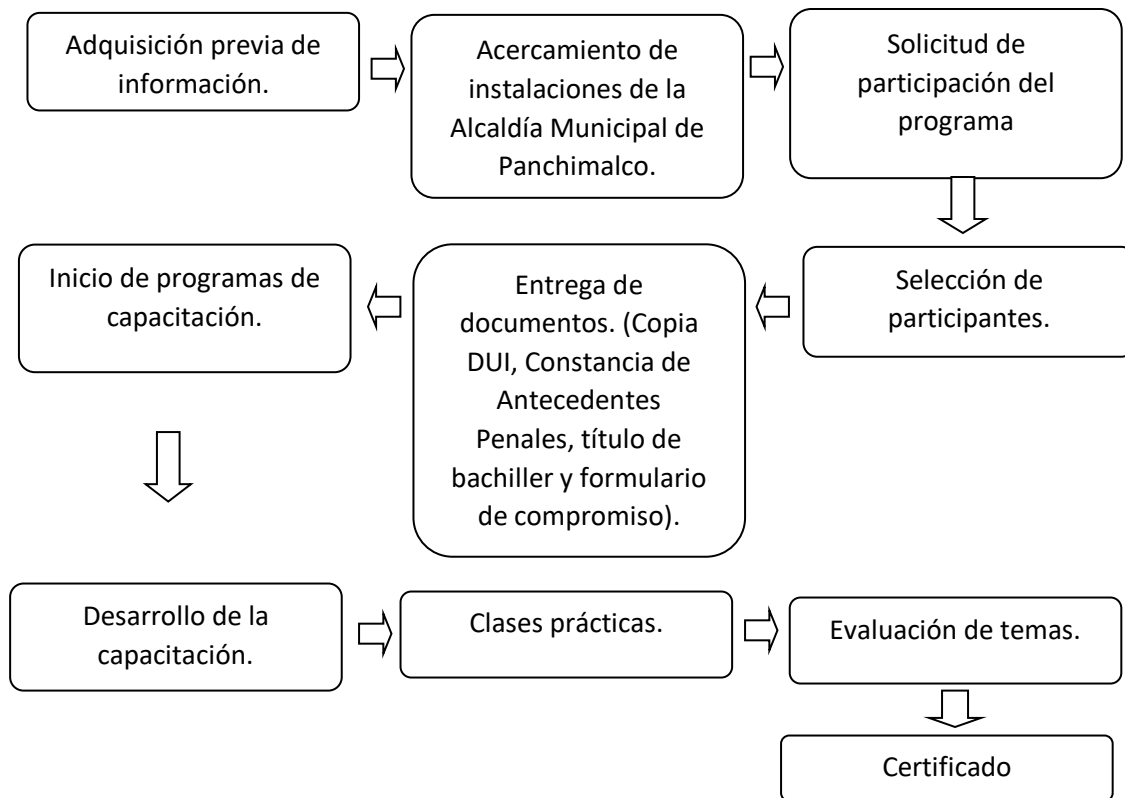 Adquisición previa de
información.
Acercamiento de
instalaciones de la
Alcaldía Municipal de
Panchimalco.
Solicitud de
participación del
programa
Selección de
participantes.
Entrega de
documentos. (Copia
DUI, Constancia de
Antecedentes
Penales, título de
bachiller y formulario
de compromiso).
Inicio de programas de
capacitación.
Desarrollo de la
capacitación.
Clases prácticas.
Evaluación de temas.
Certificado